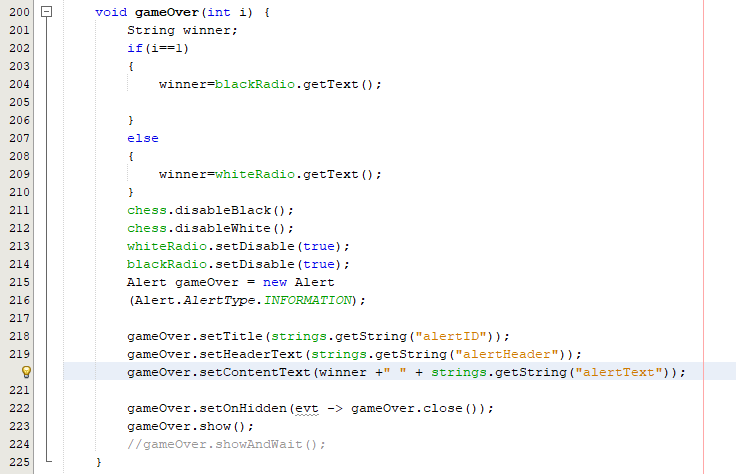 200 void gameOver(int i) {
201 String winner;
202 if(i==1)
203 {
204 winner=blackRadio.getText();
205
206 }
207 else
208 {
209 winner=whiteRadio.getText();
210 }
211 chess.disableBlack();
212 chess.disableWhite();
213 whiteRadio.setDisable(true);
214 blackRadio.setDisable(true);
215 Alert gameOver = new Alert
216 (Alert.AlertType.INFORMATION);
217
218 gameOver.setTitle(strings.getString("alertID"));
219 gameOver.setHeaderText(strings.getString("alertHeader"));
gameOver.setContentText(winner +" " + strings.getString("alertText"));
221
222 gameOver.setOnHidden(evt -> gameOver.close());
223 gameOver.show();
224 //gameOver.showAndWait();
225 }